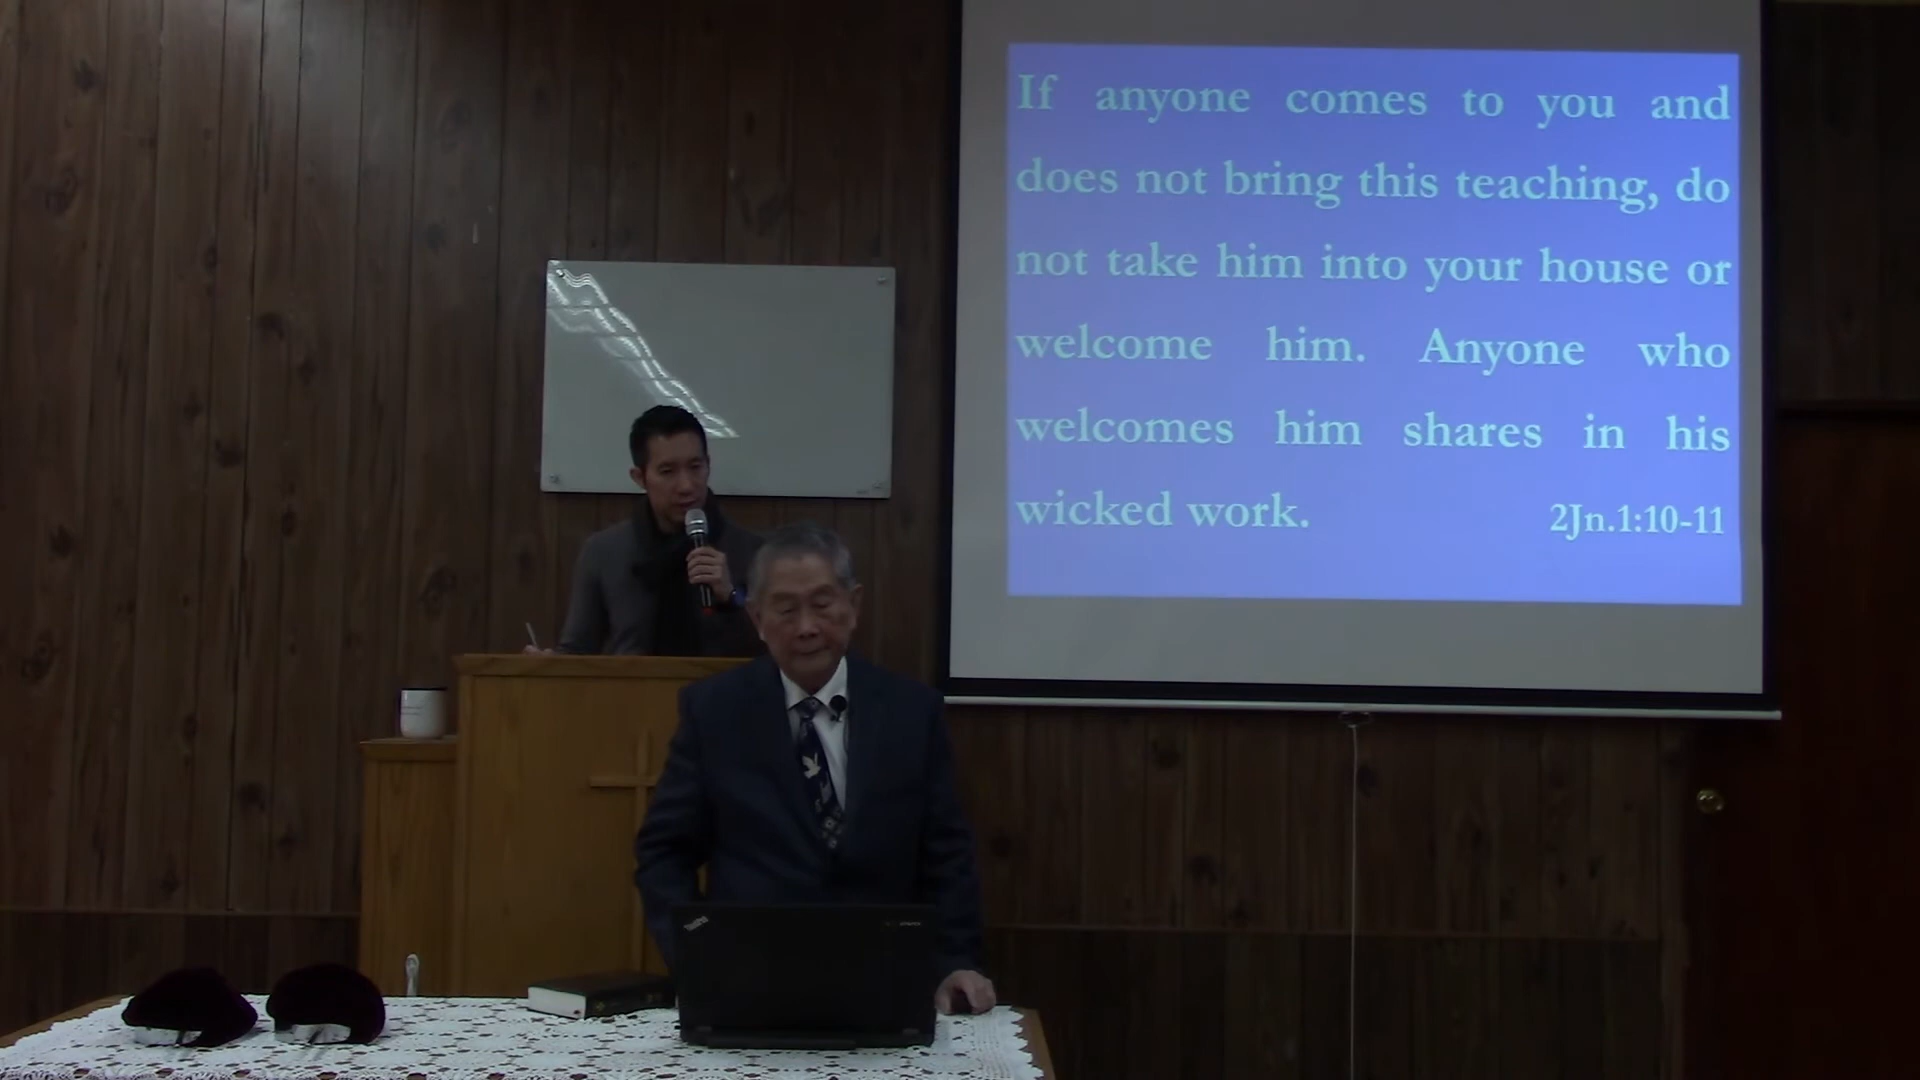 If anyone comes to you and
does not bring this teaching, do
not take him into your house or
welcome him. Anyone who
welcomes him shares in his
wicked work. 2Jn.1:10-11
ThinkPad